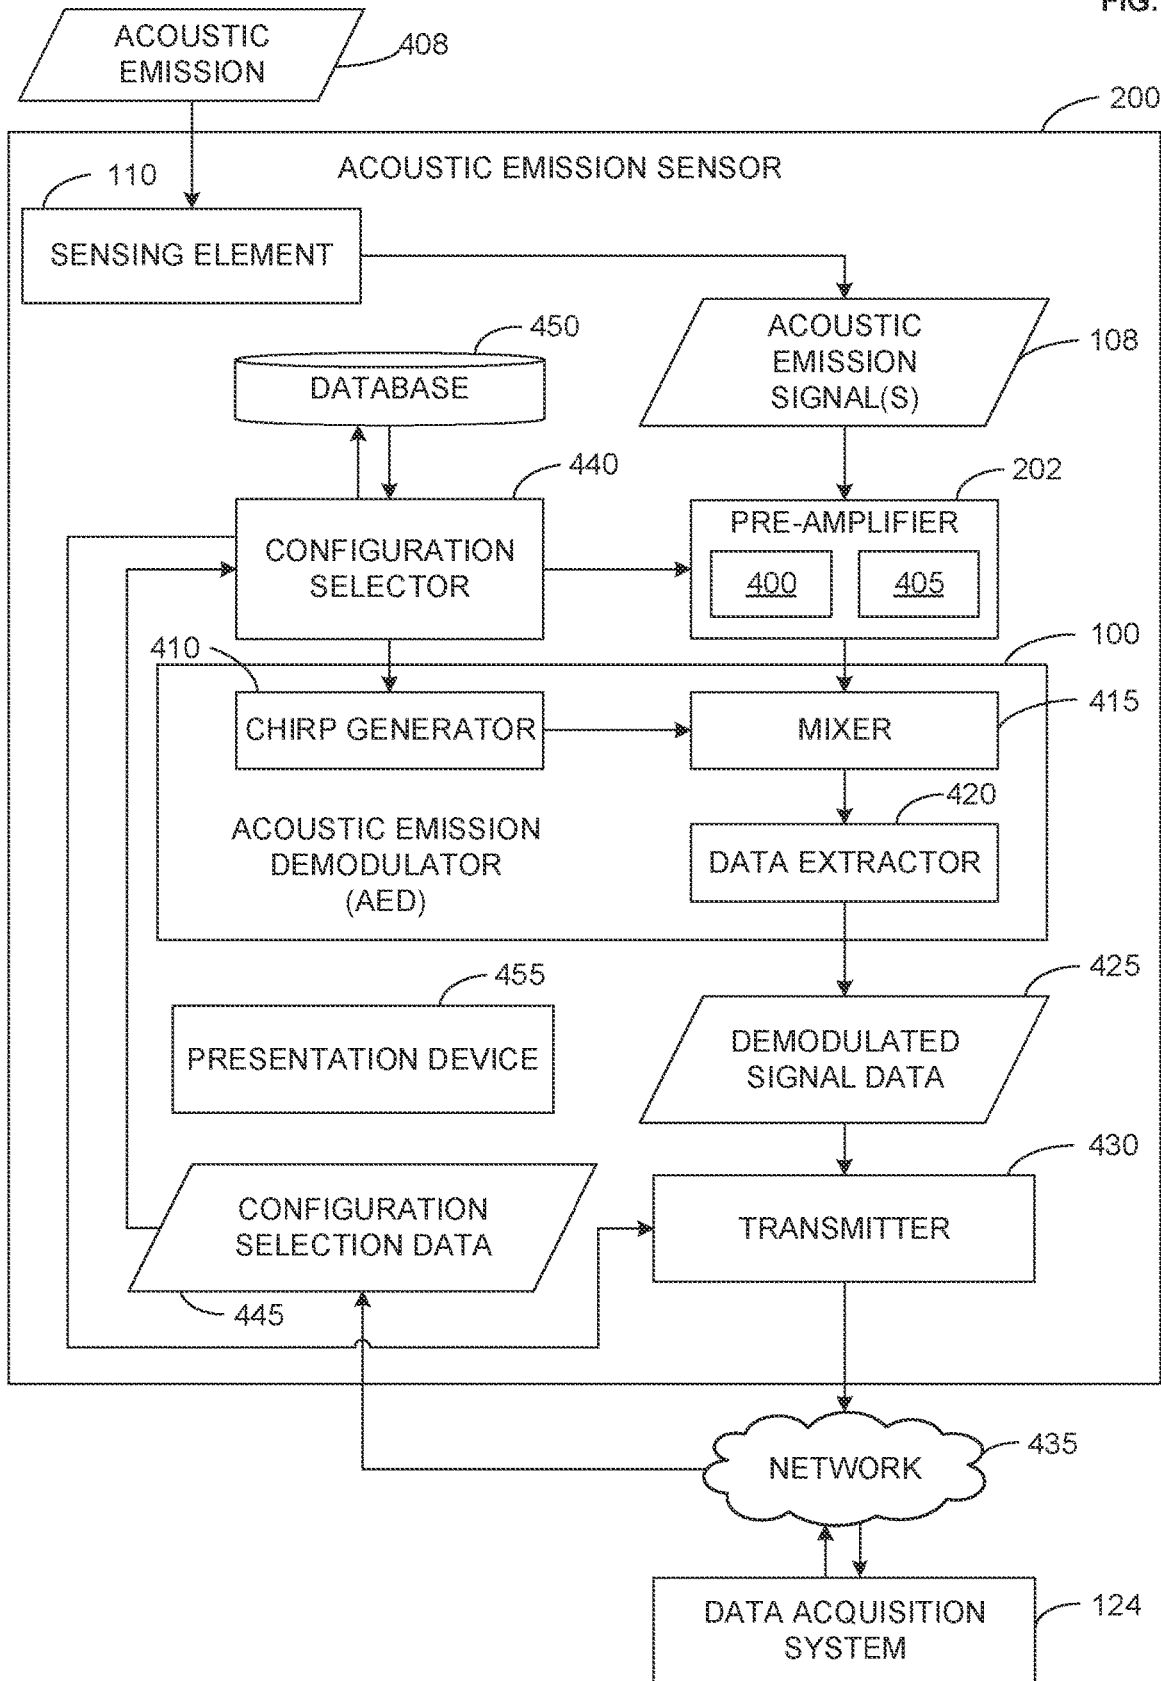 FIG.
ACOUSTIC
EMISSION
408
200
ACOUSTIC EMISSION SENSOR
110
SENSING ELEMENT
450
DATABASE
ACOUSTIC
EMISSION
SIGNAL(S)
108
440
202
CONFIGURATION
SELECTOR
PRE-AMPLIFIER
400
405
410
100
CHIRP GENERATOR
MIXER
415
420
ACOUSTIC EMISSION
DEMODULATOR
(AED)
DATA EXTRACTOR
455
425
PRESENTATION DEVICE
DEMODULATED
SIGNAL DATA
430
CONFIGURATION
SELECTION DATA
TRANSMITTER
445
NETWORK
435
DATA ACQUISITION
SYSTEM
124